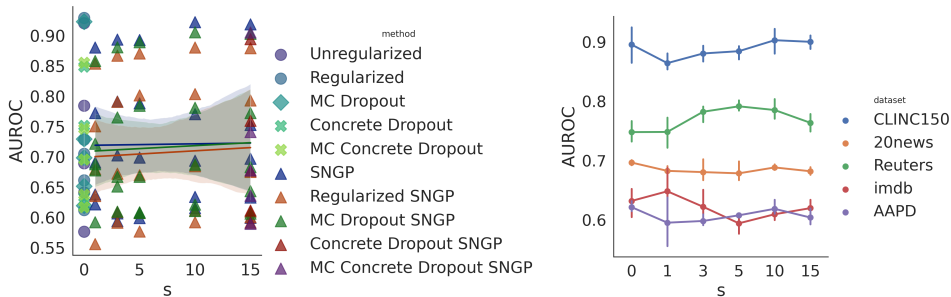 AUROC
0.90
0.85
0.80
0.75
0.70
0.65
0.60
0.55
0 5 10 15
s
method
Unregularized
Regularized
MC Dropout
Concrete Dropout
MC Concrete Dropout
SNGP
Regularized SNGP
MC Dropout SNGP
Concrete Dropout SNGP
MC Concrete Dropout SNGP
AUROC
0.9
0.8
0.7
0.6
0 1 3 5 10 15
s
dataset
CLINC150
20news
Reuters
imdb
AAPD